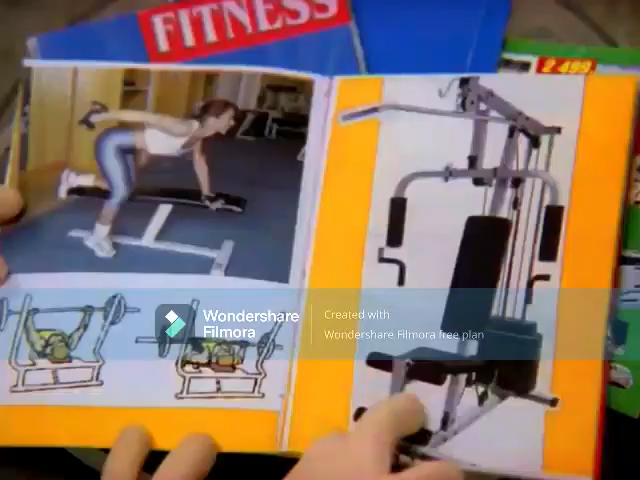 FITNESS
2 499.
Wondershare
Filmora
Created with
Wondershare Filmora free plan